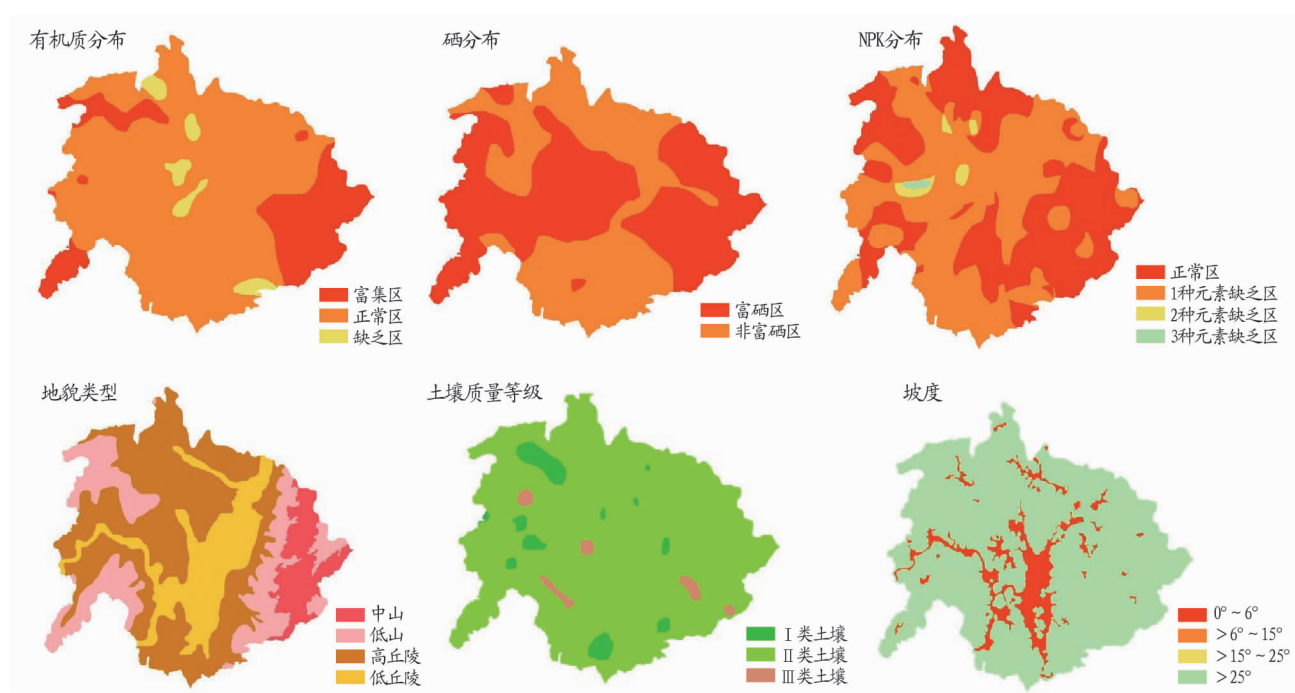 有机质分布
富集区
正常区
缺乏区
硒分布
富硒区
非富硒区
NPK分布
正常区
1种元素缺乏区
2种元素缺乏区
3种元素缺乏区
地貌类型
中山
低山
高丘陵
低丘陵
土壤质量等级
I类土壤
II类土壤
III类土壤
坡度
0°~6°
>6°~15°
>15°~25°
>25°